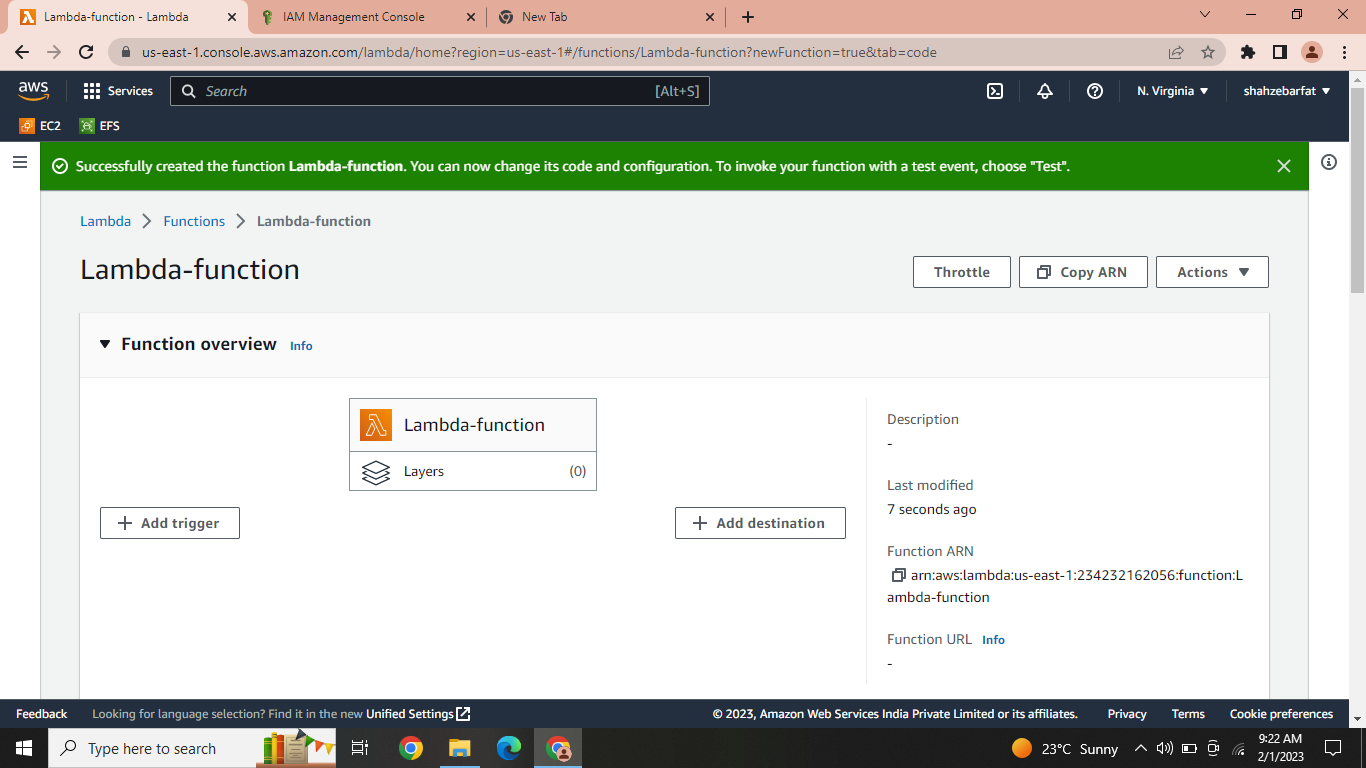 Lambda-function - Lambda
IAM Management Console
New Tab
us-east-1.console.aws.amazon.com/lambda/home?region=us-east-1#/functions/Lambda-function?newFunction=true&tab=code
aws
Services
Search
[Alt+S]
N. Virginia
shahzebarfat
EC2
EFS
Successfully created the function Lambda-function. You can now change its code and configuration. To invoke your function with a test event, choose "Test".
Lambda
Functions
Lambda-function
Lambda-function
Throttle
Copy ARN
Actions
Function overview
Info
Lambda-function
Layers
(0)
Add trigger
Add destination
Description
-
Last modified
7 seconds ago
Function ARN
arn:aws:lambda:us-east-1:234232162056:function:L
ambda-function
Function URL
Info
-
Feedback
Looking for language selection? Find it in the new Unified Settings
© 2023, Amazon Web Services India Private Limited or its affiliates.
Privacy
Terms
Cookie preferences
Type here to search
23°C Sunny
9:22 AM
2/1/2023